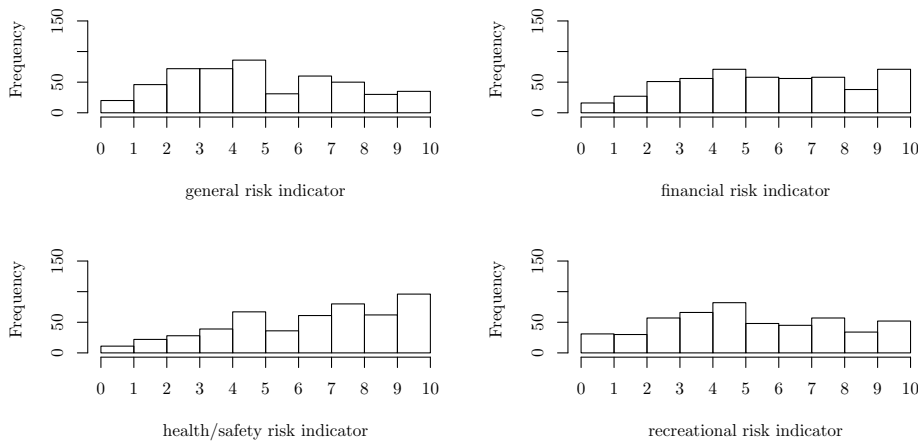 Frequency
0 50 150
0 1 2 3 4 5 6 7 8 9 10
general risk indicator
Frequency
0 50 150
0 1 2 3 4 5 6 7 8 9 10
financial risk indicator
Frequency
0 50 150
0 1 2 3 4 5 6 7 8 9 10
health/safety risk indicator
Frequency
0 50 150
0 1 2 3 4 5 6 7 8 9 10
recreational risk indicator